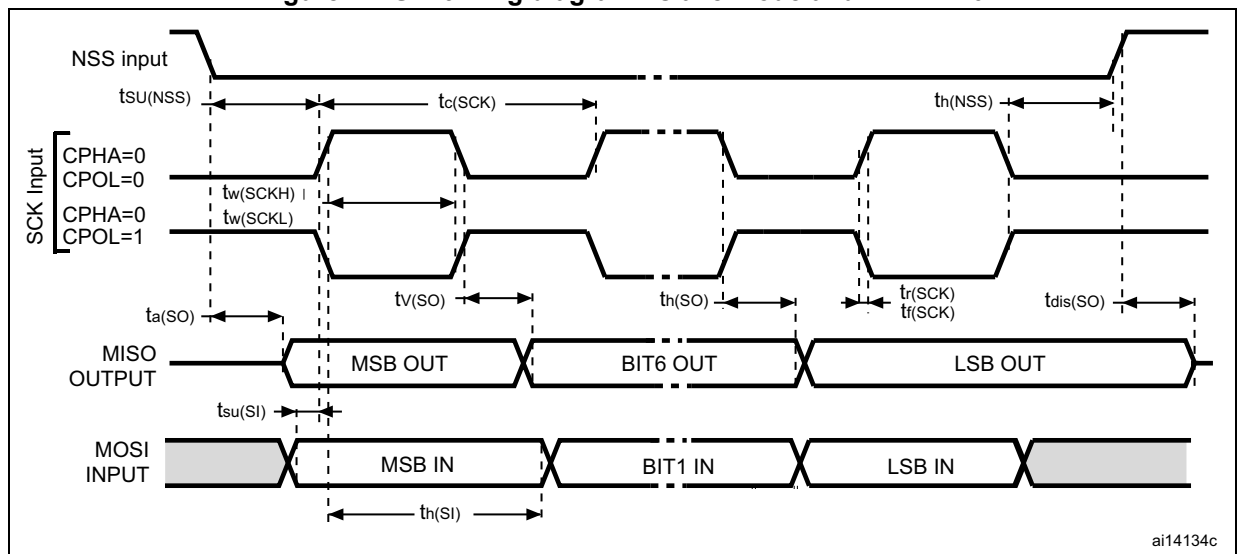 NSS input
tSU(NSS)
tc(SCK)
th(NSS)
SCK Input
CPHA=0
CPOL=0
tw(SCKH)
CPHA=0
tw(SCKL)
CPOL=1
tV(SO)
th(SO)
tr(SCK)
tf(SCK)
tdis(SO)
ta(SO)
MISO
OUTPUT
MSB OUT
BIT6 OUT
LSB OUT
tsu(SI)
MOSI
INPUT
MSB IN
BIT1 IN
LSB IN
th(SI)
ai14134c